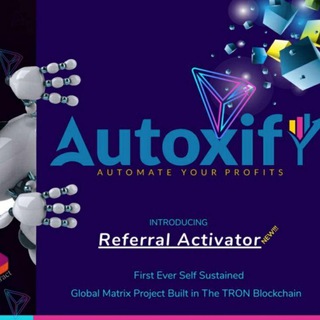 Autoxify
AUTOMATE YOUR PROFITS
INTRODUCING
Referral Activator
NEW!!!
First Ever Self Sustained
Global Matrix Project Built in The TRON Blockchain